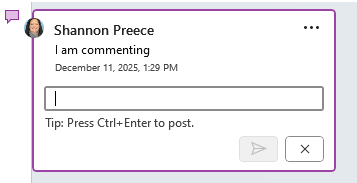 Shannon Preece
I am commenting
December 11, 2025, 1:29 PM
Tip: Press Ctrl+Enter to post.